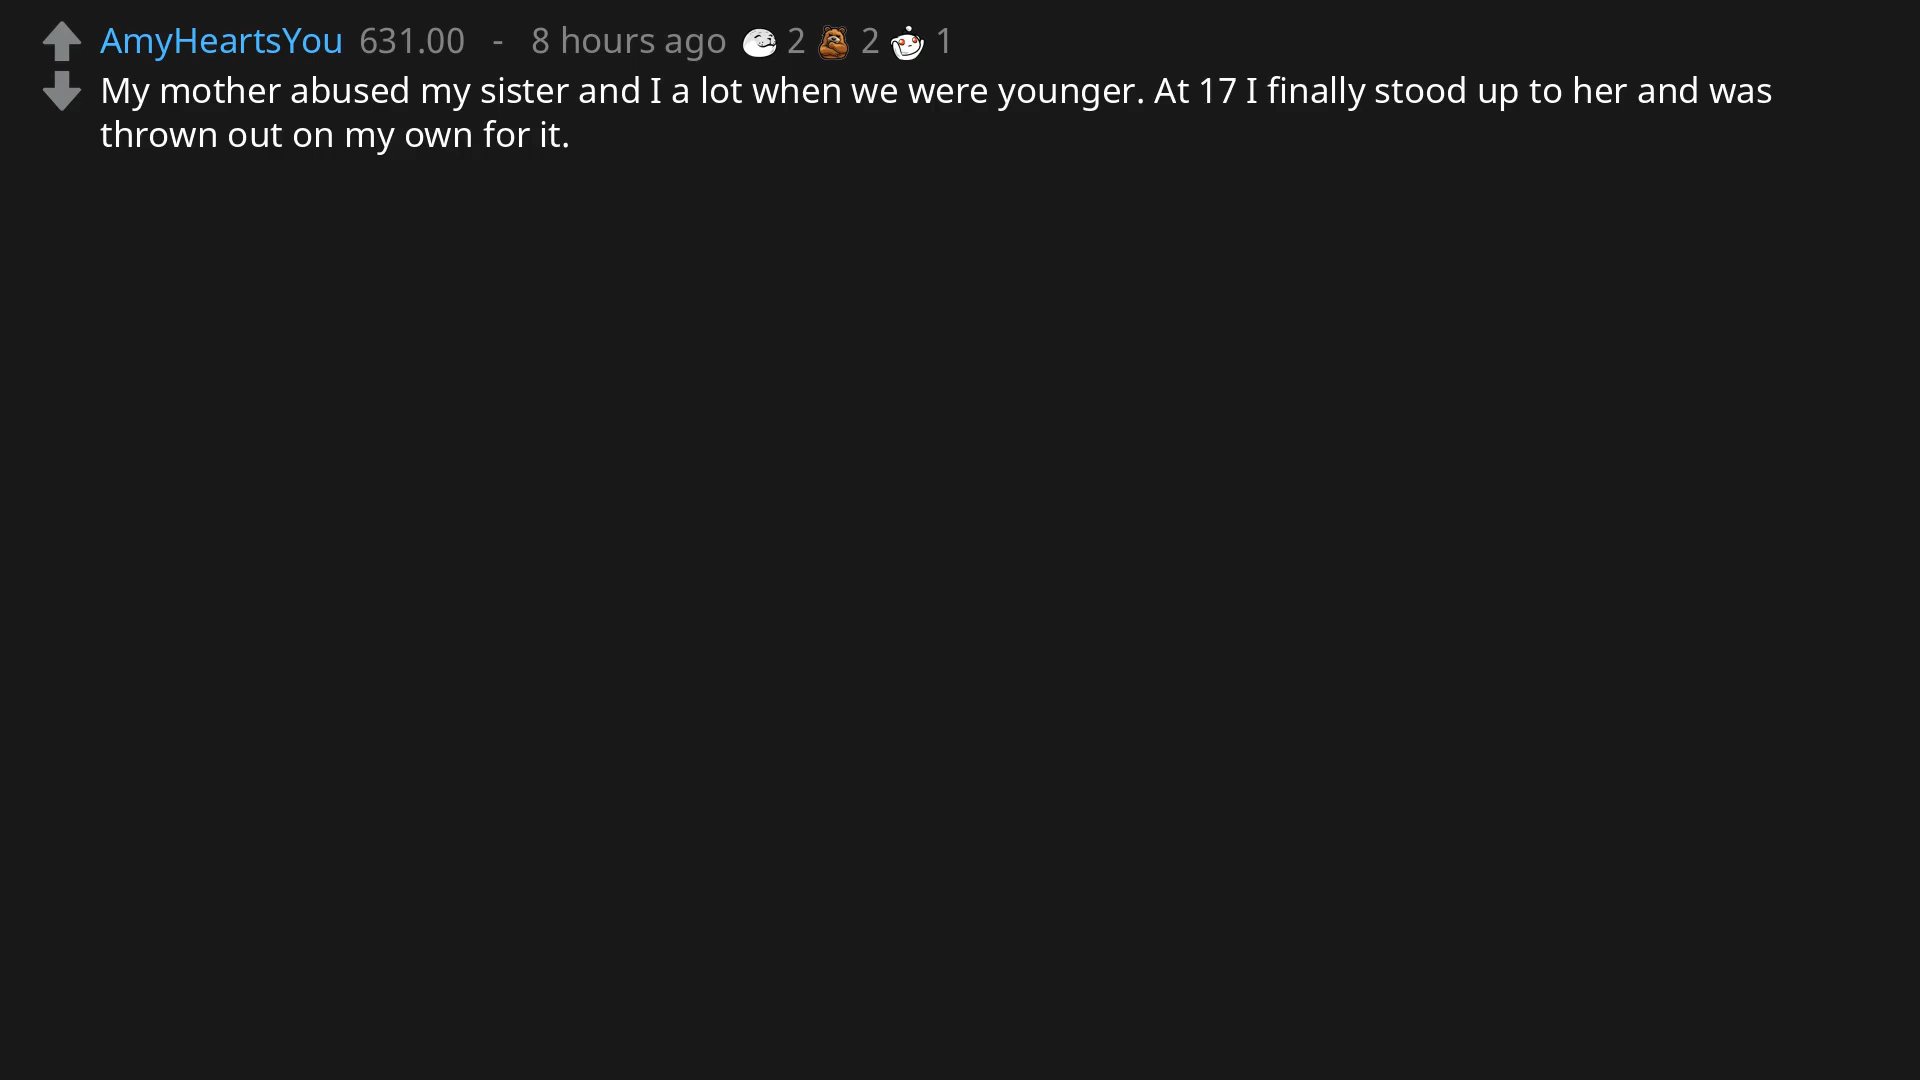 AmyHeartsYou 631.00 - 8 hours ago 2 2 1
My mother abused my sister and I a lot when we were younger. At 17 I finally stood up to her and was
thrown out on my own for it.